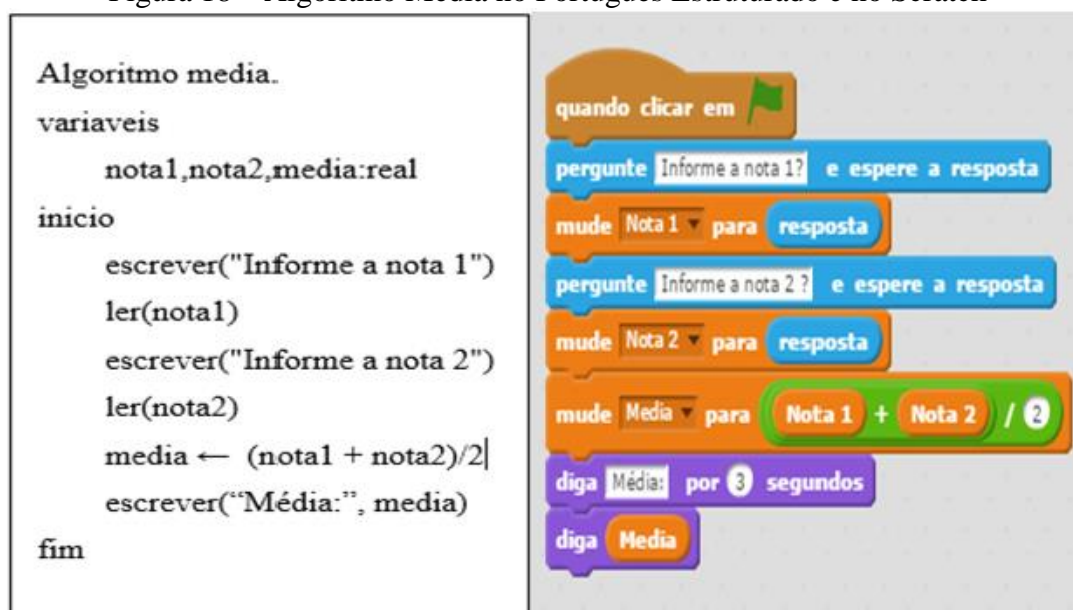 Figura 18 – Algoritmo Média no Português Estruturado e no Scratch
Algoritmo media.
variaveis
nota1,nota2,media:real
inicio
escrever("Informe a nota 1")
ler(nota1)
escrever("Informe a nota 2")
ler(nota2)
media ← (nota1 + nota2)/2
escrever(“Média:”, media)
fim
quando clicar em
pergunte Informe a nota 1? e espere a resposta
mude Nota 1 para resposta
pergunte Informe a nota 2 ? e espere a resposta
mude Nota 2 para resposta
mude Media para Nota 1 + Nota 2 / 2
diga Média: por 3 segundos
diga Media